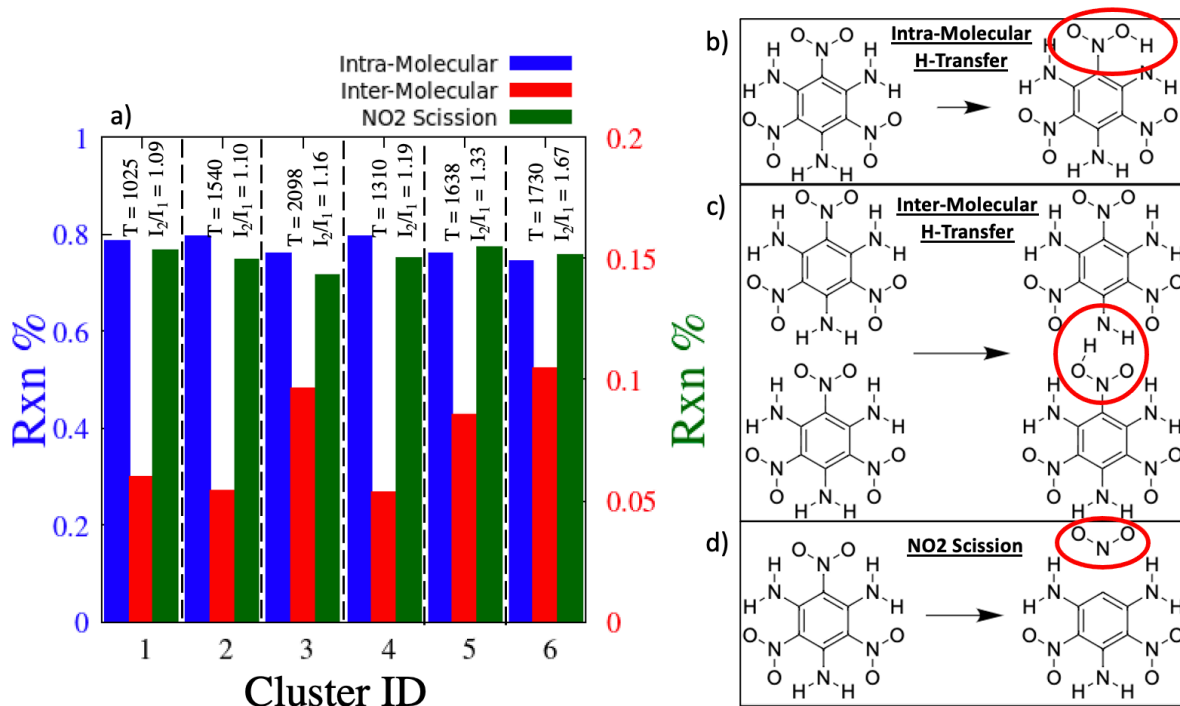 Intra-Molecular
Inter-Molecular
NO2 Scission
a)
1
0.8
0.6
0.4
0.2
0
Rxn %
T = 1025
I₂/I₁ = 1.09
T = 1540
I₂/I₁ = 1.10
T = 2098
I₂/I₁ = 1.16
T = 1310
I₂/I₁ = 1.19
T = 1638
I₂/I₁ = 1.33
T = 1730
I₂/I₁ = 1.67
0.2
0.15
0.1
0.05
0
Rxn %
1 2 3 4 5 6
Cluster ID
b)
Intra-Molecular
H-Transfer
O O O O H
N H N
H H H H
N N N N
H H H H
O O O O
N N N N
O H N H O O H N H O
c)
Inter-Molecular
H-Transfer
O O O O
N N
H H H H
N N N N
H H H H
O O O O
N N N N
O N O O N O
H H H
H
O O O O
N N
H H H H
N N N N
H H H H
O O O O
N N N N
O N O O N O
H H H H
d)
NO2 Scission
O O O O
N N
H H H H
N N N N
H H H H
O O O O
N N N N
O N O O N O
H H H H